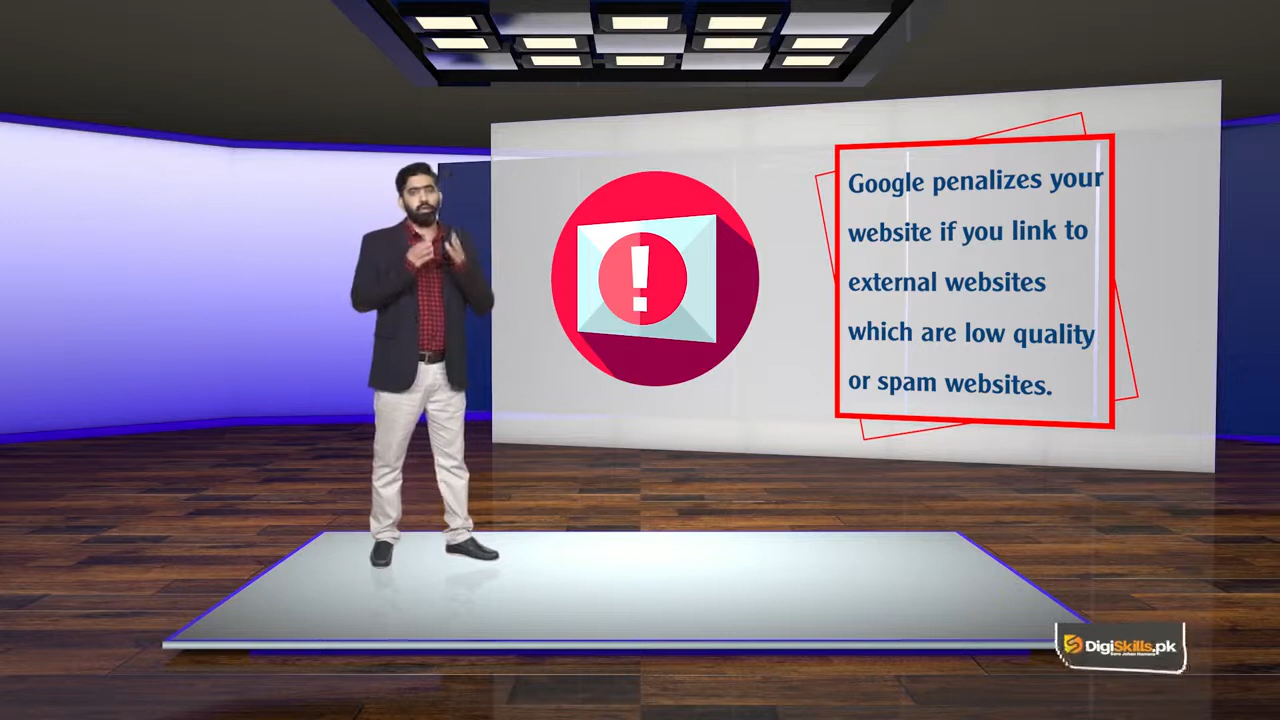 Google penalizes your
website if you link to
external websites
which are low quality
or spam websites.
DigiSkills.pk